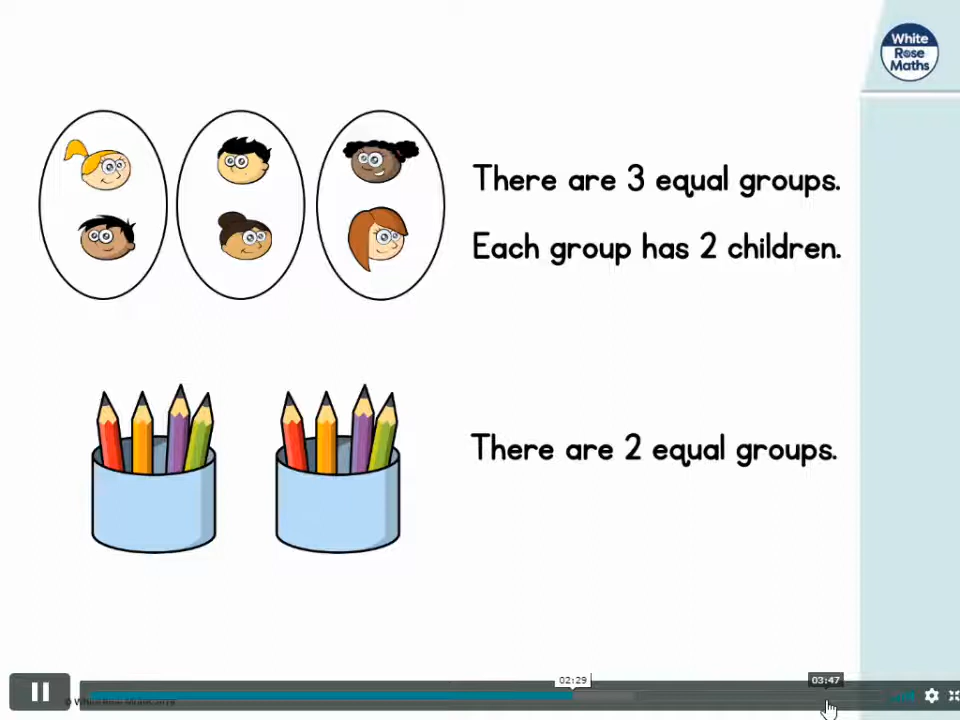 White
Rose
Maths
There are 3 equal groups.
Each group has 2 children.
There are 2 equal groups.
02:29
03:47